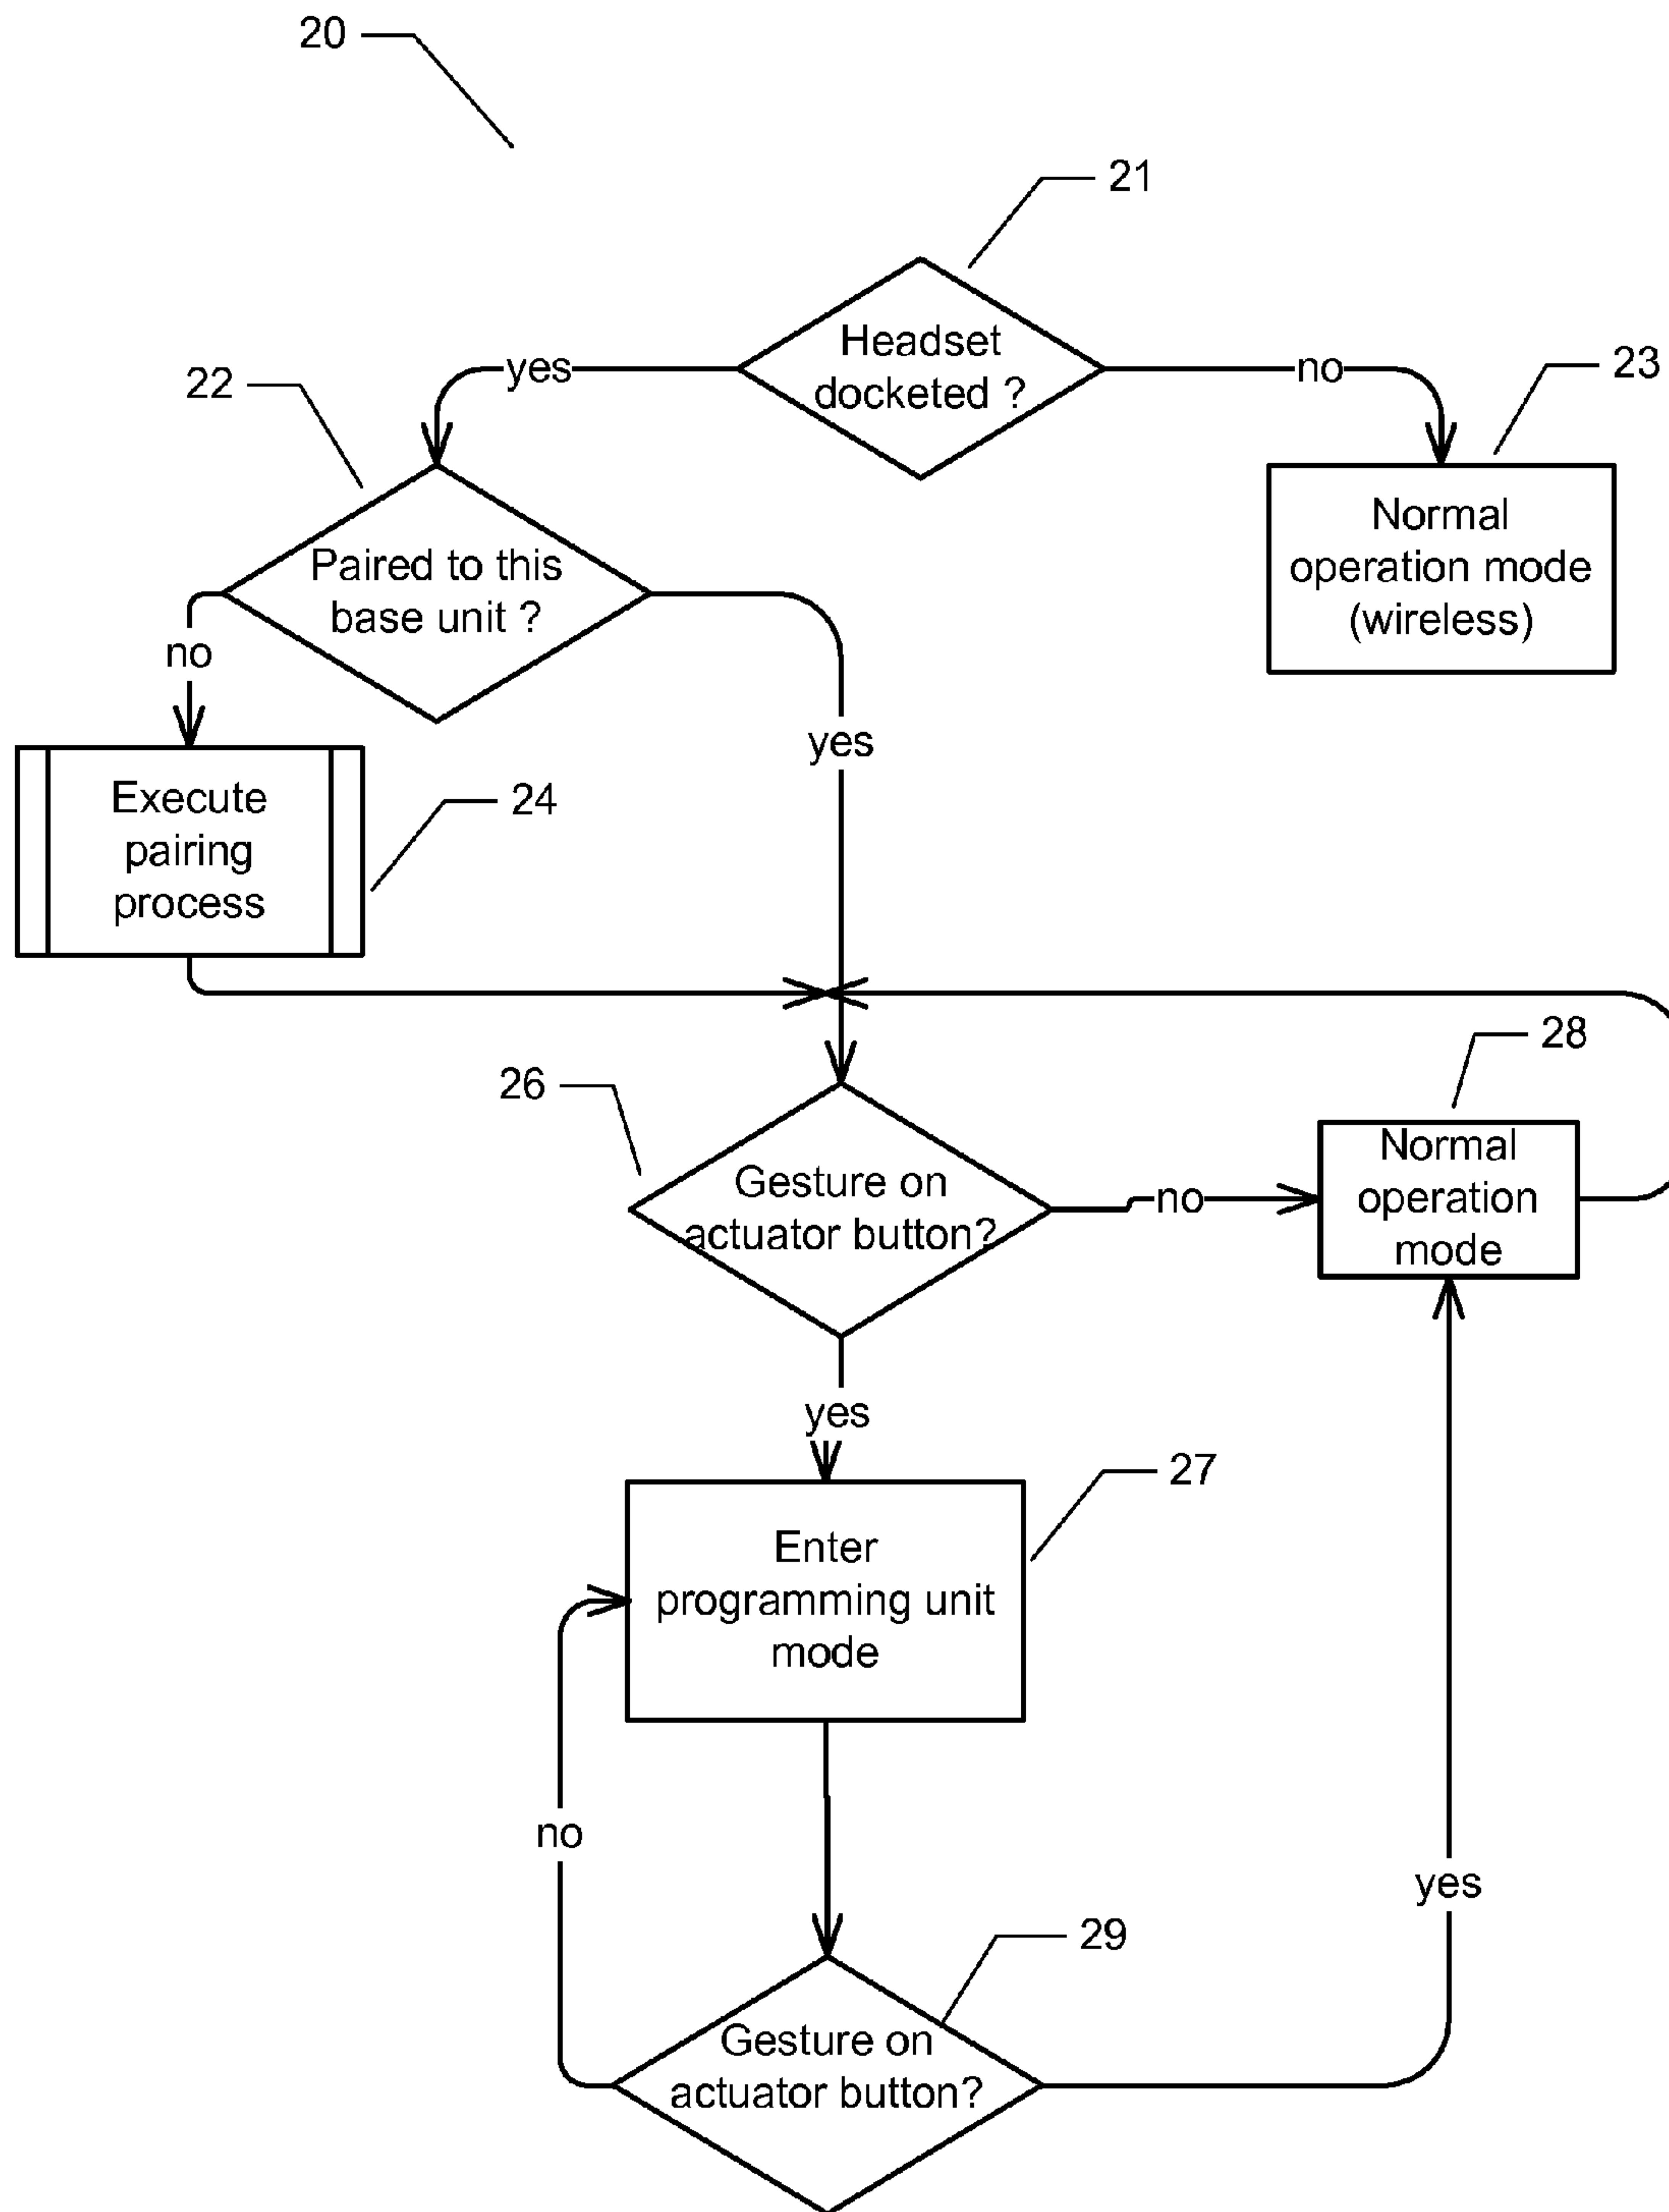 20
21
Headset
docketed ?
yes
no
22
23
Normal
operation mode
(wireless)
Paired to this
base unit ?
no
yes
Execute
pairing
process
24
28
26
Normal
operation
mode
Gesture on
actuator button?
no
yes
27
Enter
programming unit
mode
no
yes
29
Gesture on
actuator button?